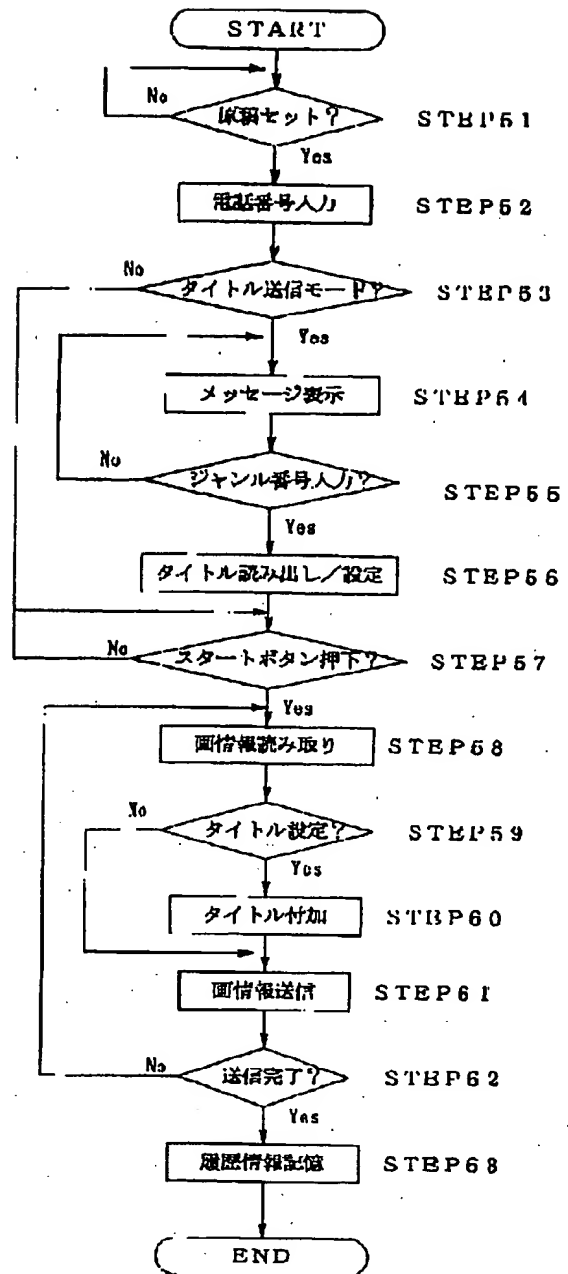 START
No
原稿セット?
STEP51
Yes
電話番号入力
STEP52
No
タイトル送信モード?
STEP53
Yes
メッセージ表示
STEP54
No
ジャンル番号入力?
STEP55
Yes
タイトル読み出し/設定
STEP56
No
スタートボタン押下?
STEP57
Yes
画情報読み取り
STEP58
No
タイトル設定?
STEP59
Yes
タイトル付加
STEP60
画情報送信
STEP61
No
送信完了?
STEP62
Yes
履歴情報記憶
STEP63
END